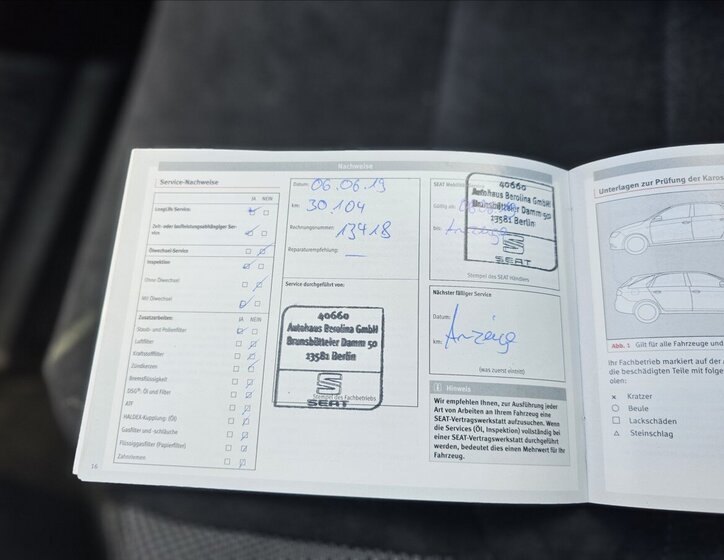 Nachweise
Service-Nachweise
JA NEIN
LongLife-Service:
Zeit- oder laufleistungsabhängiger Ser-
vice
Ölwechsel-Service
Inspektion
Ohne Ölwechsel
Mit Ölwechsel
Zusatzarbeiten:
JA NEIN
Staub- und Pollenfilter
Luftfilter
Kraftstofffilter
Zündkerzen
Bremsflüssigkeit
DSG®: Öl und Filter
ATF
HALDEX-Kupplung: (Öl)
Gasfilter und -schläuche
Flüssiggasfilter (Papierfilter)
Zahnriemen
16
Datum: 06.06.19
km: 30.104
Rechnungsnummer: 13418
Reparaturempfehlung: —
Service durchgeführt von:
40660
Autohaus Berolina GmbH
Brunsbütteler Damm 50
13581 Berlin
Stempel des Fachbetriebs
SEAT
SEAT
Gültig ab:
bis: Anzeige
40660
Autohaus Berolina GmbH
Brunsbütteler Damm 50
13581 Berlin
SEAT
Stempel des SEAT Händlers
Nächster fälliger Service
Datum:
km: Anzeige
(was zuerst eintritt)
Hinweis
Wir empfehlen Ihnen, zur Ausführung jeder
Art von Arbeiten an Ihrem Fahrzeug eine
SEAT-Vertragswerkstatt aufzusuchen. Wenn
die Services (Öl, Inspektion) vollständig bei
einer SEAT-Vertragswerkstatt durchgeführt
werden, bedeutet dies einen Mehrwert für Ihr
Fahrzeug.
Unterlagen zur Prüfung der Karos
Abb. 1 Gilt für alle Fahrzeuge und
Ihr Fachbetrieb markiert auf der
die beschädigten Teile mit folge
olen:
× Kratzer
○ Beule
□ Lackschäden
△ Steinschlag